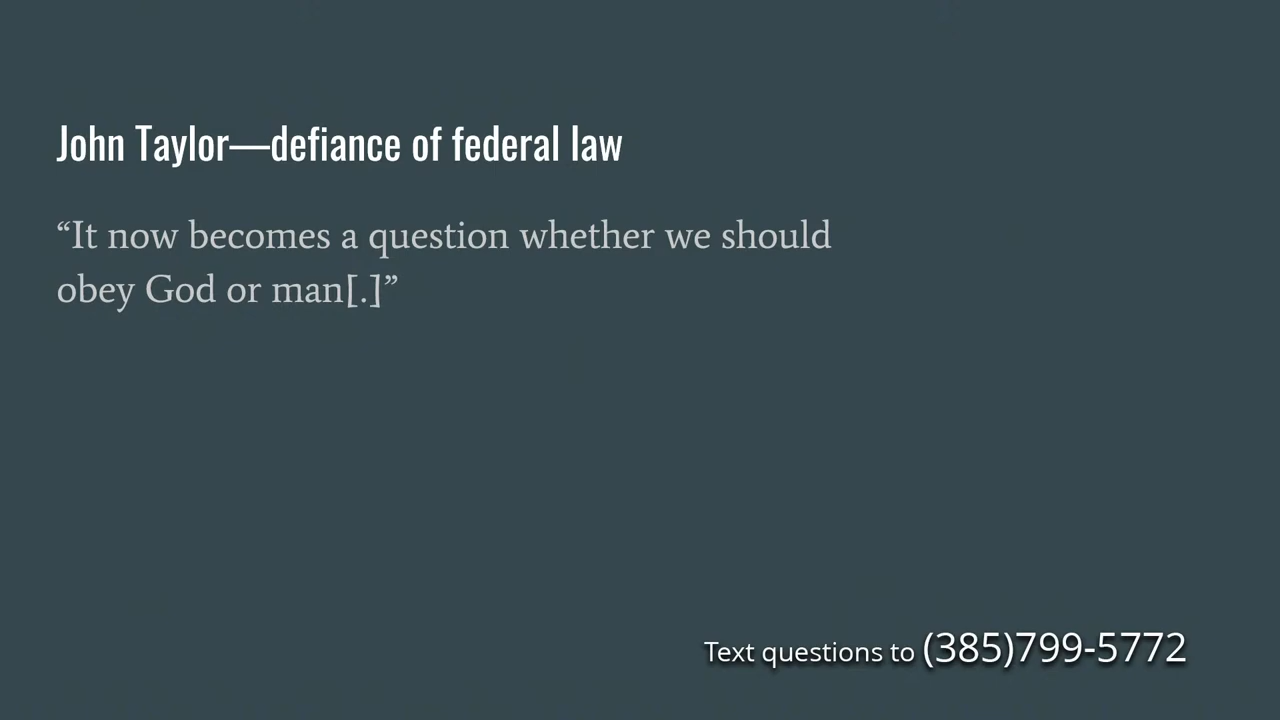 John Taylor—defiance of federal law
“It now becomes a question whether we should
obey God or man[.]”
Text questions to (385)799-5772